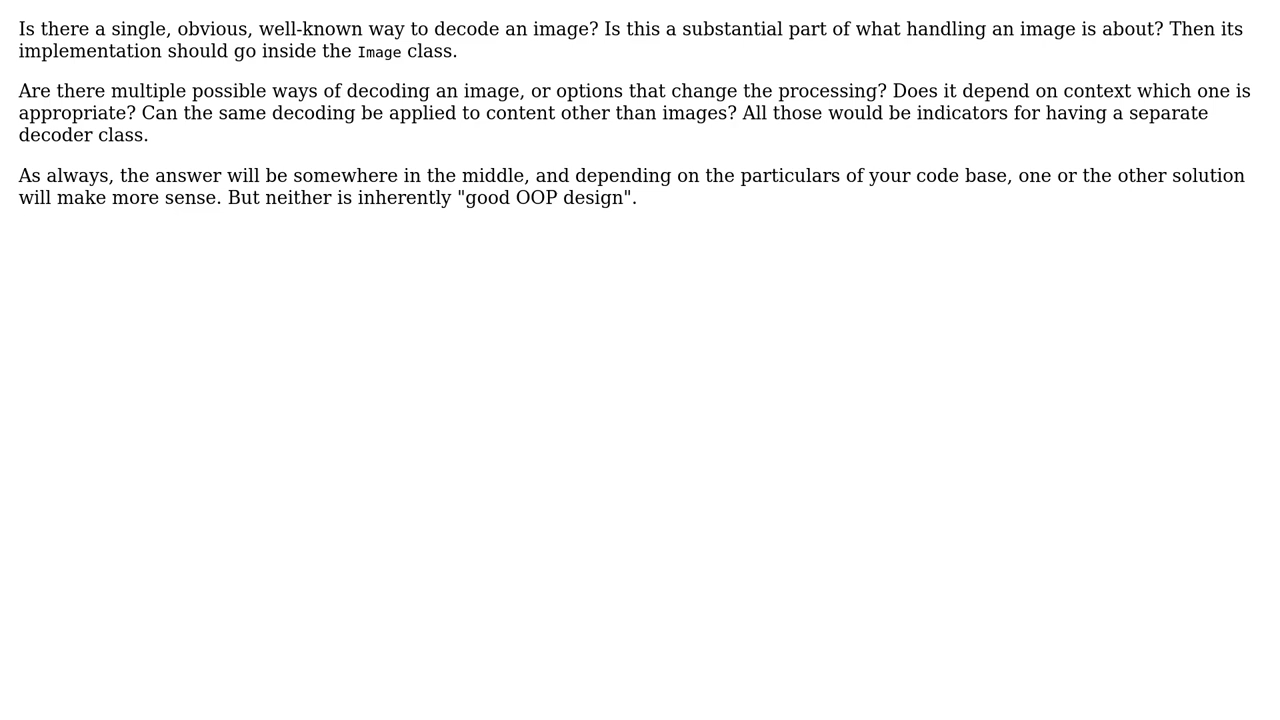 Is there a single, obvious, well-known way to decode an image? Is this a substantial part of what handling an image is about? Then its
implementation should go inside the Image class.
Are there multiple possible ways of decoding an image, or options that change the processing? Does it depend on context which one is
appropriate? Can the same decoding be applied to content other than images? All those would be indicators for having a separate
decoder class.
As always, the answer will be somewhere in the middle, and depending on the particulars of your code base, one or the other solution
will make more sense. But neither is inherently "good OOP design".